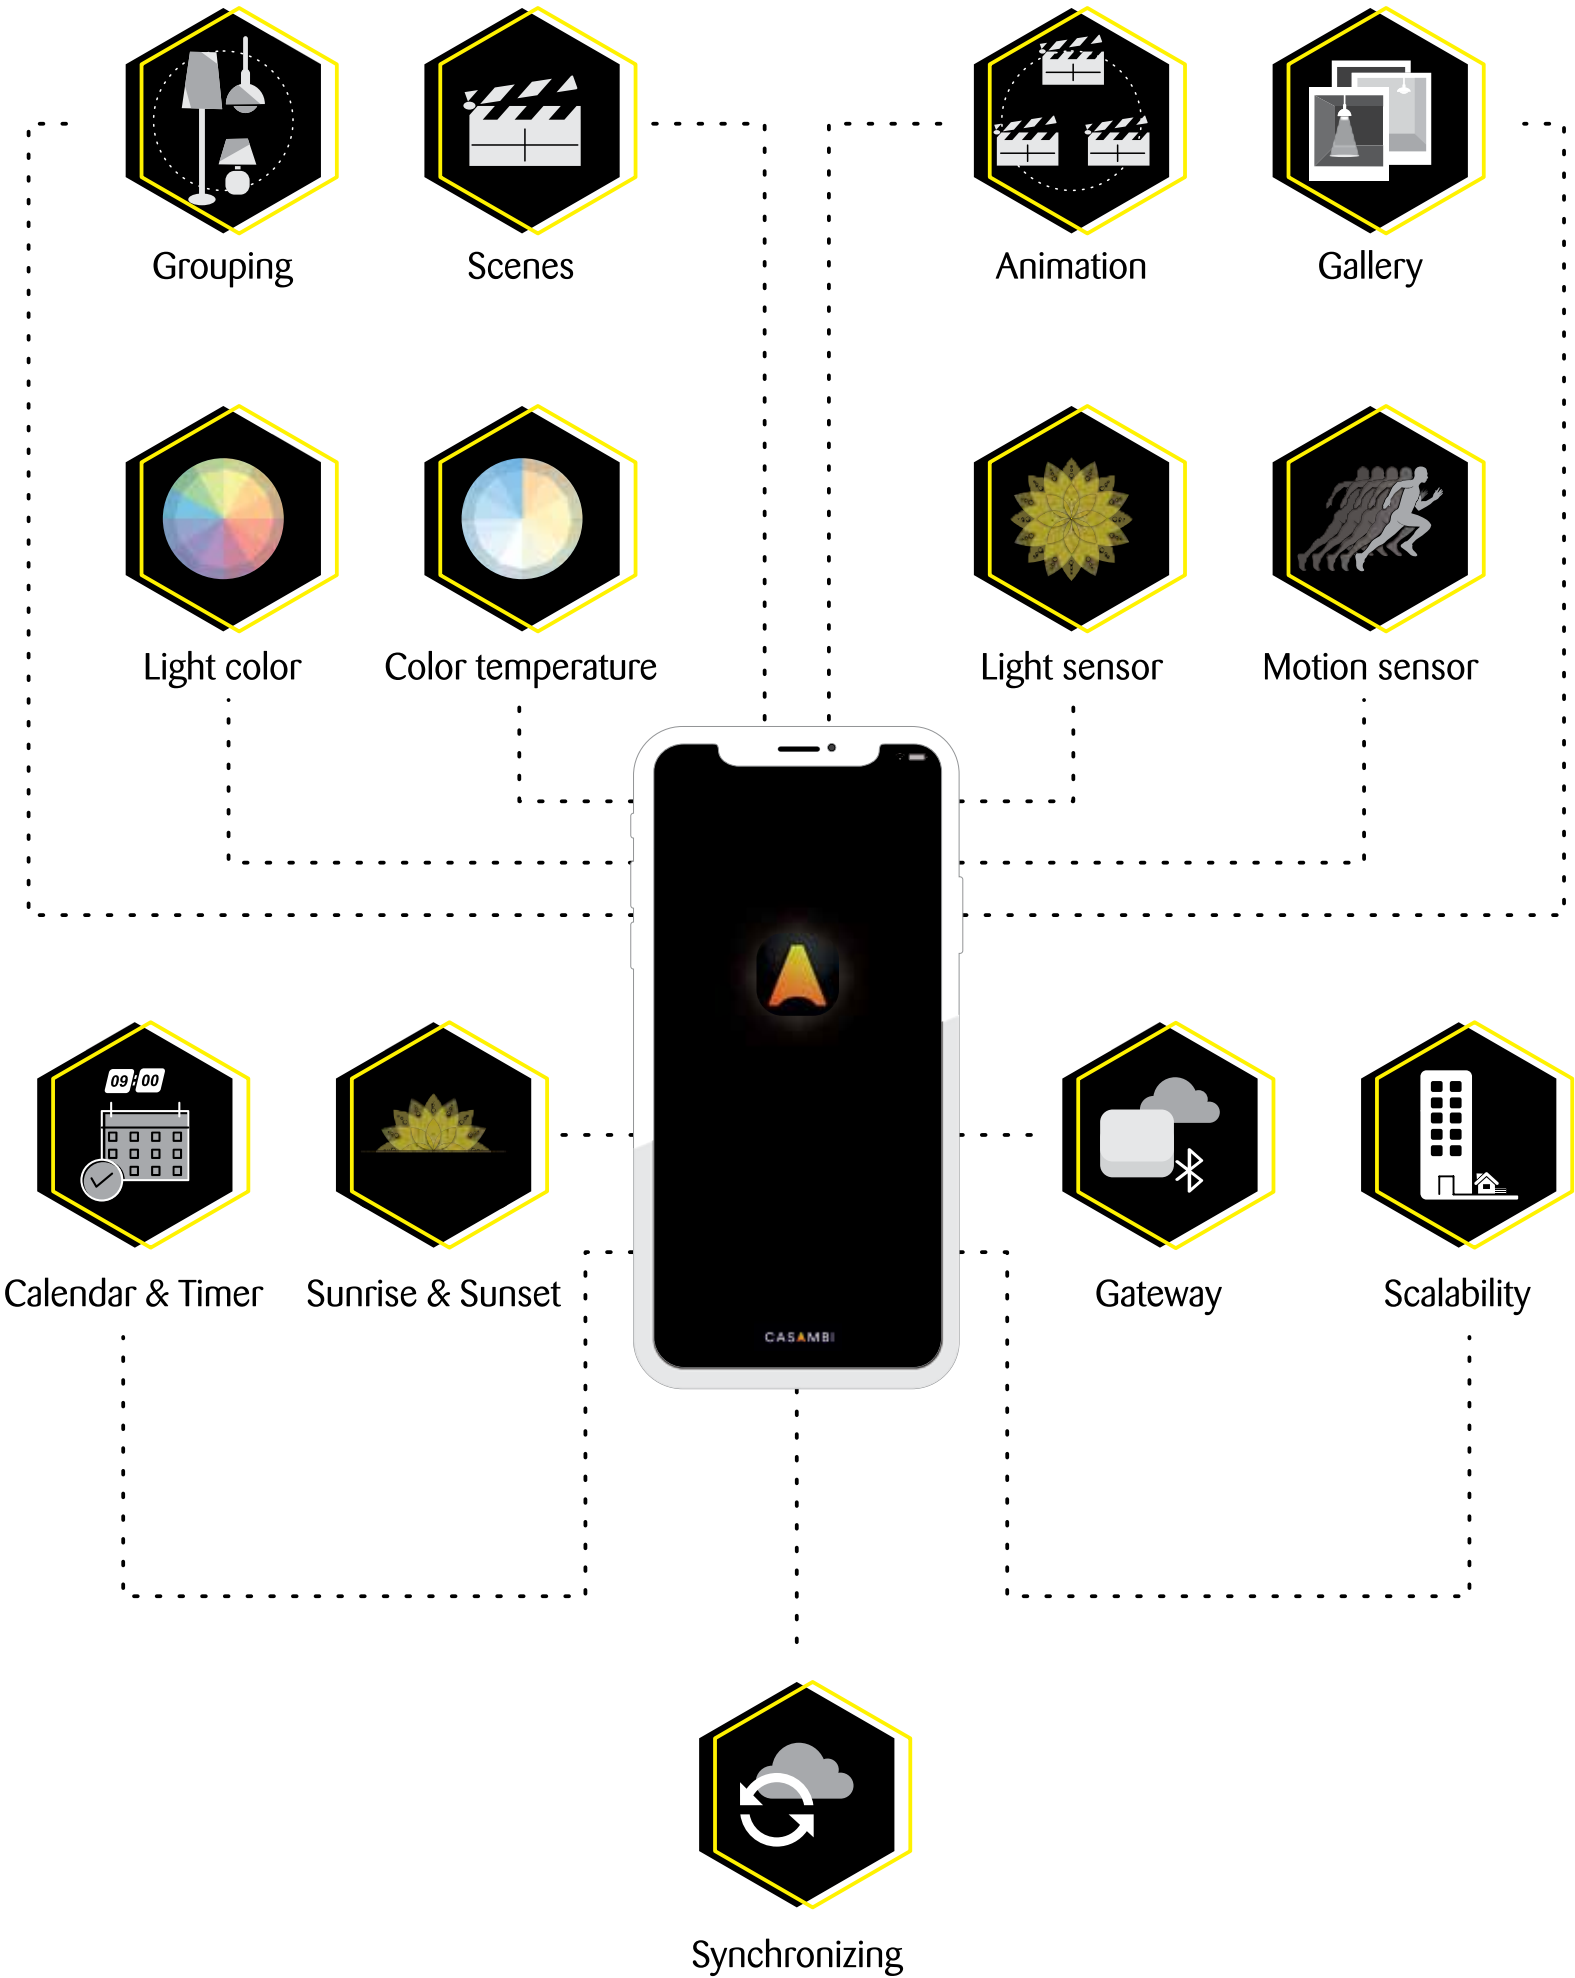 Grouping
Scenes
Animation
Gallery
Light color
Color temperature
Light sensor
Motion sensor
09:00
Calendar & Timer
Sunrise & Sunset
Gateway
Scalability
CASAMBI
Synchronizing